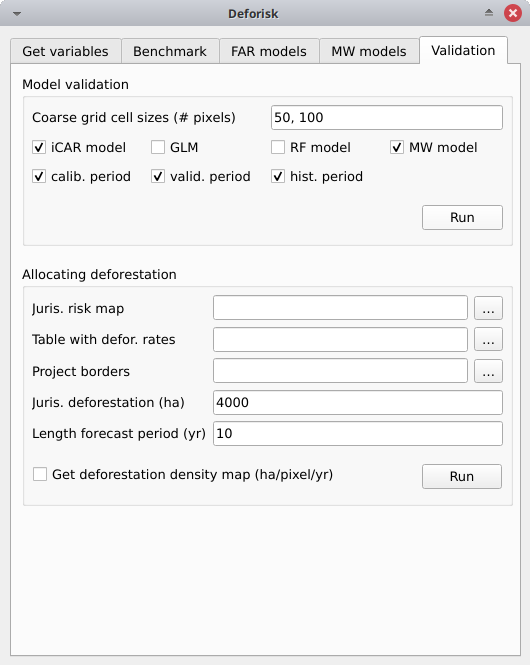 Deforisk
Get variables Benchmark FAR models MW models Validation
Model validation
Coarse grid cell sizes (# pixels) 50, 100
iCAR model GLM RF model MW model
calib. period valid. period hist. period
Run
Allocating deforestation
Juris. risk map ...
Table with defor. rates ...
Project borders ...
Juris. deforestation (ha) 4000
Length forecast period (yr) 10
Get deforestation density map (ha/pixel/yr) Run